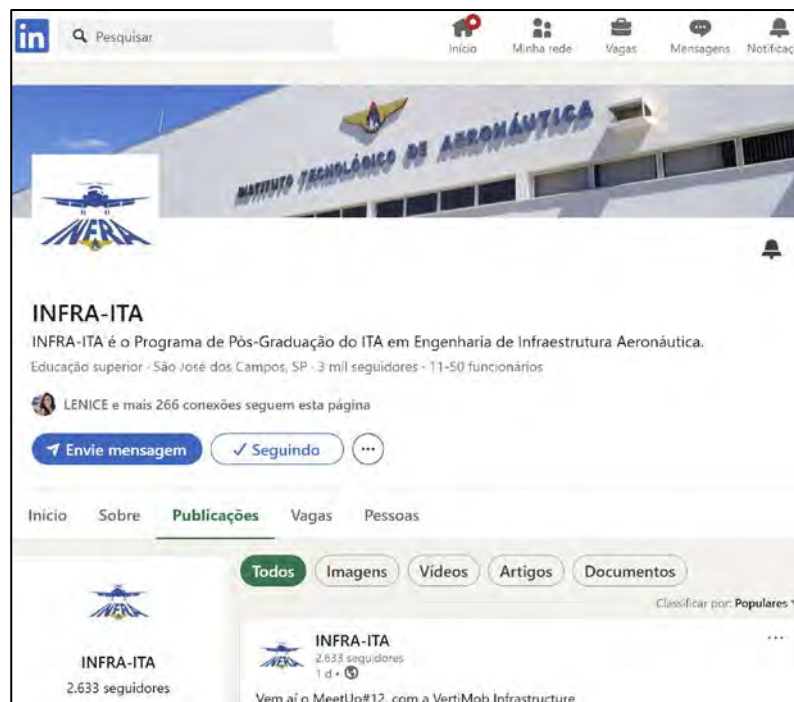 in
Pesquisar
Início
Minha rede
Vagas
Mensagens
Notificaç
INSTITUTO TECNOLÓGICO DE AERONÁUTICA
INFRA
INFRA-ITA
INFRA-ITA é o Programa de Pós-Graduação do ITA em Engenharia de Infraestrutura Aeronáutica.
Educação superior · São José dos Campos, SP · 3 mil seguidores · 11-50 funcionários
LENICE e mais 266 conexões seguem esta página
Envie mensagem
Seguindo
Início
Sobre
Publicações
Vagas
Pessoas
Todos
Imagens
Vídeos
Artigos
Documentos
Classificar por: Populares
INFRA
INFRA-ITA
2.633 seguidores
INFRA
INFRA-ITA
2.633 seguidores
1 d •
Vem aí o MeetUp#12, com a VertiMob Infrastructure